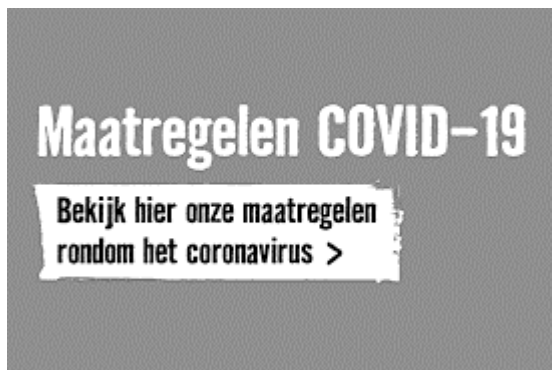 Maatregelen COVID-19
Bekijk hier onze maatregelen
rondom het coronavirus >